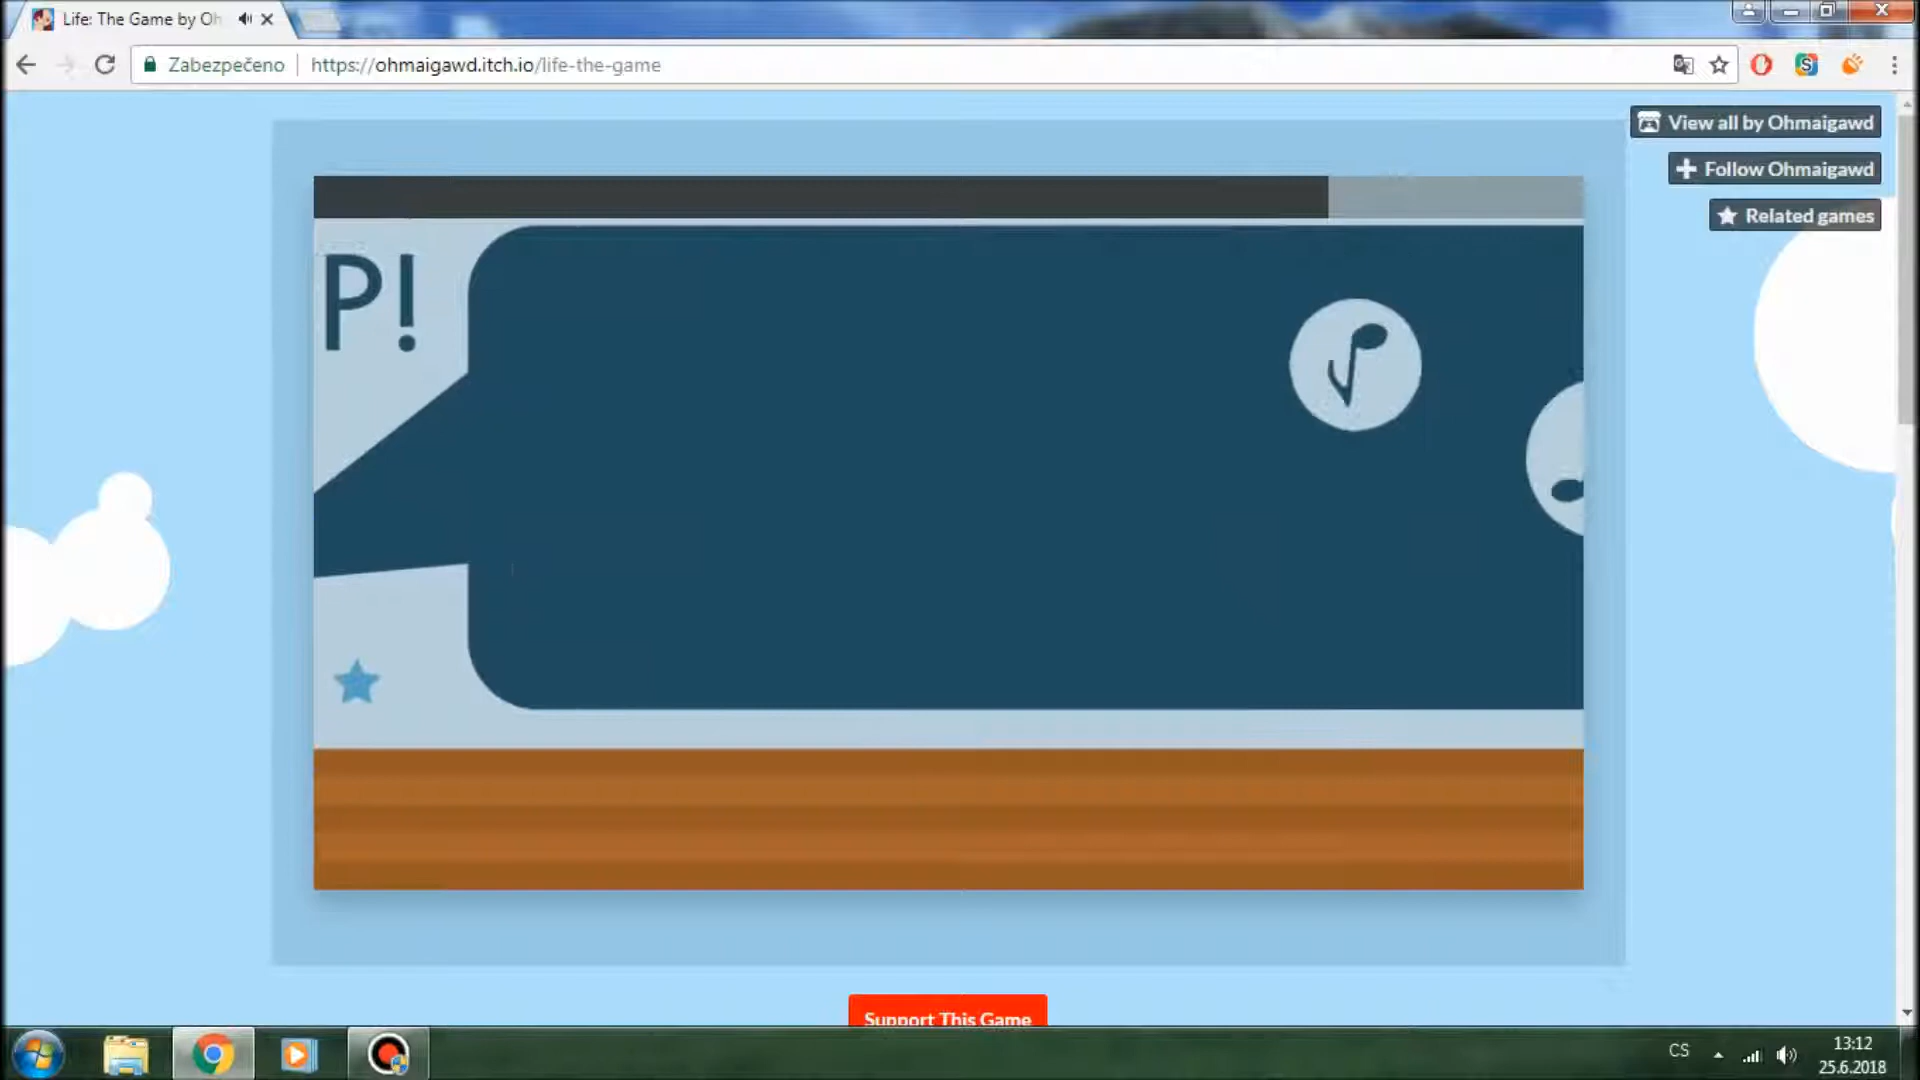 Life: The Game by Oh
Zabezpečeno
https://ohmaigawd.itch.io/life-the-game
View all by Ohmaigawd
Follow Ohmaigawd
Related games
P!
Support This Game
CS
13:12
25.6.2018